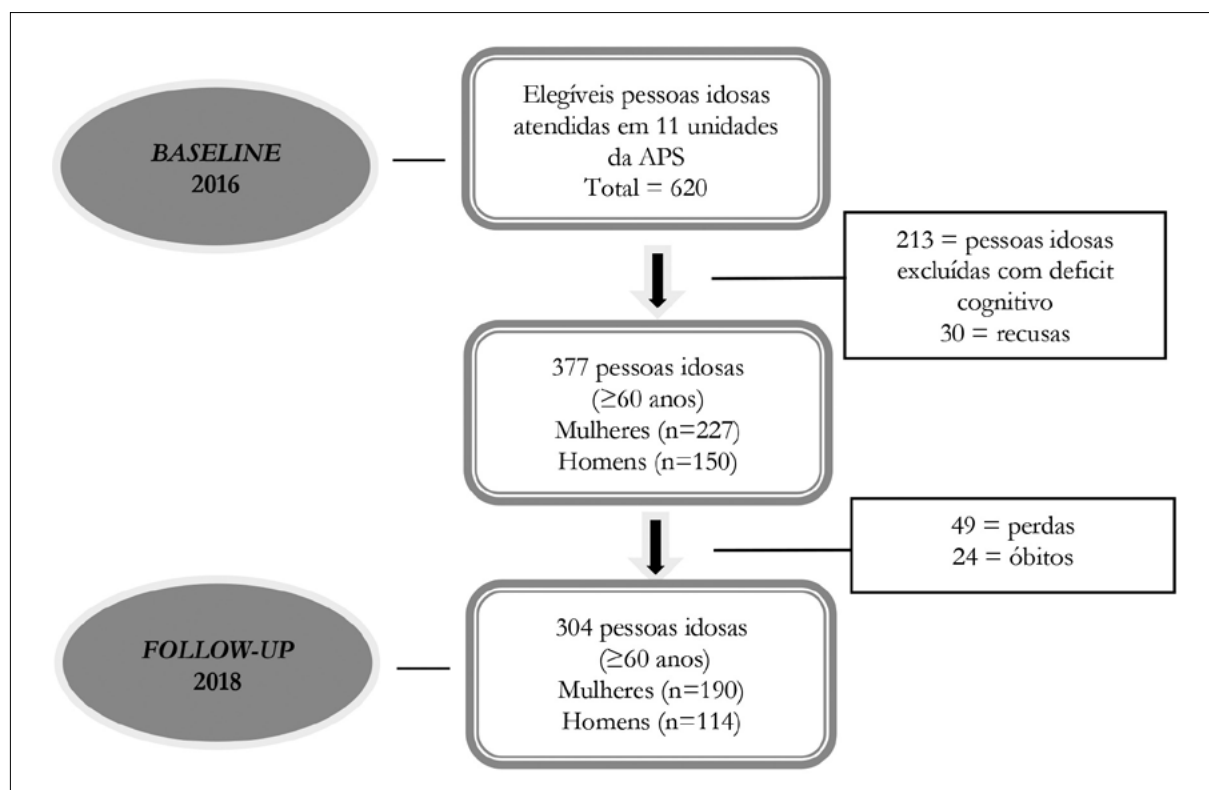 BASELINE
2016
Elegíveis pessoas idosas
atendidas em 11 unidades
da APS
Total = 620
213 = pessoas idosas
excluídas com deficit
cognitivo
30 = recusas
377 pessoas idosas
(≥60 anos)
Mulheres (n=227)
Homens (n=150)
49 = perdas
24 = óbitos
FOLLOW-UP
2018
304 pessoas idosas
(≥60 anos)
Mulheres (n=190)
Homens (n=114)